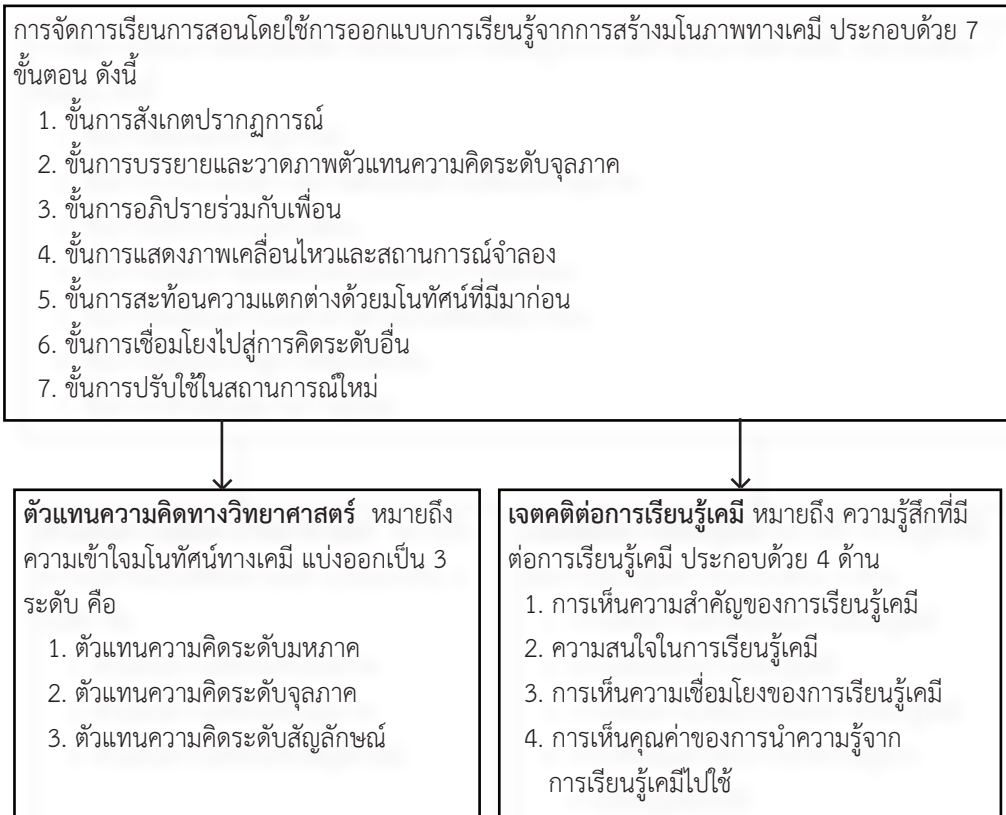 การจัดการเรียนการสอนโดยใช้การออกแบบการเรียนรู้จากการสร้างมโนภาพทางเคมี ประกอบด้วย 7
ขั้นตอน ดังนี้
1. ขั้นการสังเกตปรากฏการณ์
2. ขั้นการบรรยายและวาดภาพตัวแทนความคิดระดับจุลภาค
3. ขั้นการอภิปรายร่วมกับเพื่อน
4. ขั้นการแสดงภาพเคลื่อนไหวและสถานการณ์จำลอง
5. ขั้นการสะท้อนความแตกต่างด้วยมโนทัศน์ที่มีมาก่อน
6. ขั้นการเชื่อมโยงไปสู่การคิดระดับอื่น
7. ขั้นการปรับใช้ในสถานการณ์ใหม่
ตัวแทนความคิดทางวิทยาศาสตร์ หมายถึง
ความเข้าใจมโนทัศน์ทางเคมี แบ่งออกเป็น 3
ระดับ คือ
1. ตัวแทนความคิดระดับมหภาค
2. ตัวแทนความคิดระดับจุลภาค
3. ตัวแทนความคิดระดับสัญลักษณ์
เจตคติต่อการเรียนรู้เคมี หมายถึง ความรู้สึกที่มี
ต่อการเรียนรู้เคมี ประกอบด้วย 4 ด้าน
1. การเห็นความสำคัญของการเรียนรู้เคมี
2. ความสนใจในการเรียนรู้เคมี
3. การเห็นความเชื่อมโยงของการเรียนรู้เคมี
4. การเห็นคุณค่าของการนำความรู้จาก
การเรียนรู้เคมีไปใช้